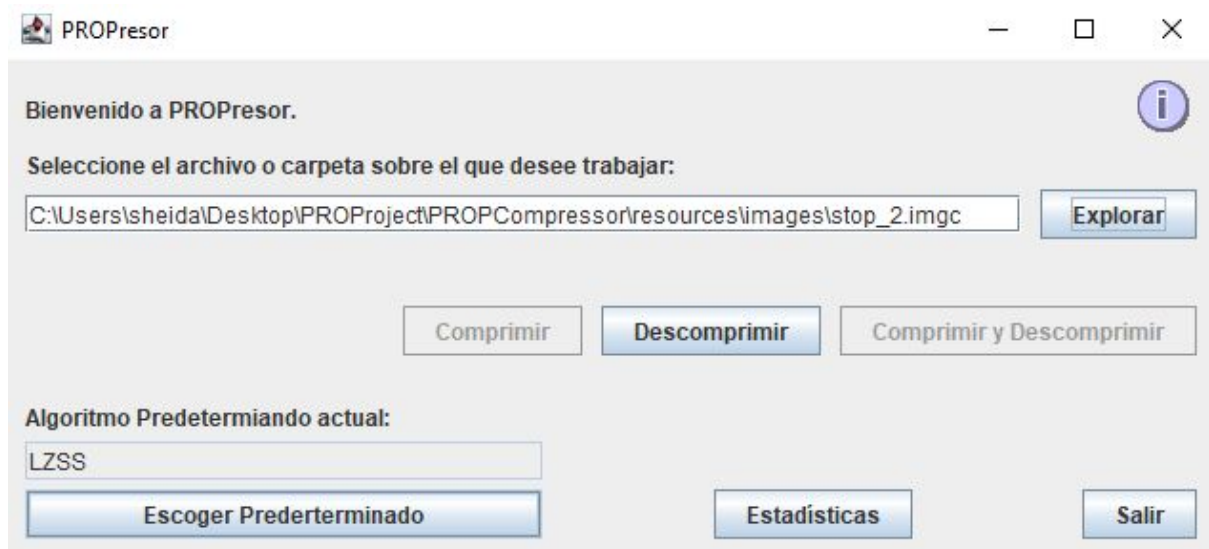 PROPresor
Bienvenido a PROPresor.
Seleccione el archivo o carpeta sobre el que desee trabajar:
C:\Users\sheida\Desktop\PROProject\PROPCompressor\resources\images\stop_2.imgc
Explorar
Comprimir
Descomprimir
Comprimir y Descomprimir
Algoritmo Predetermiando actual:
LZSS
Escoger Prederterminado
Estadísticas
Salir